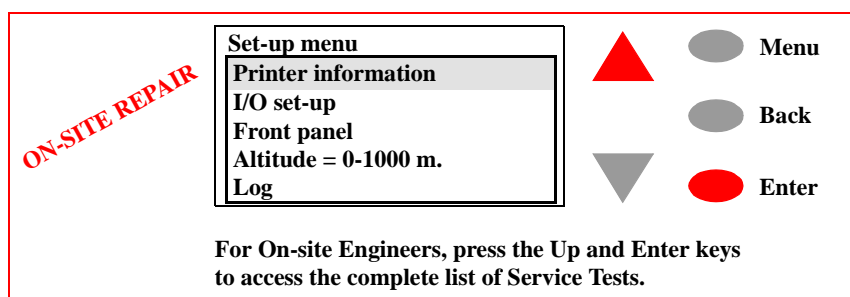 ON-SITE REPAIR
Set-up menu
Printer information
I/O set-up
Front panel
Altitude = 0-1000 m.
Log
Menu
Back
Enter
For On-site Engineers, press the Up and Enter keys
to access the complete list of Service Tests.